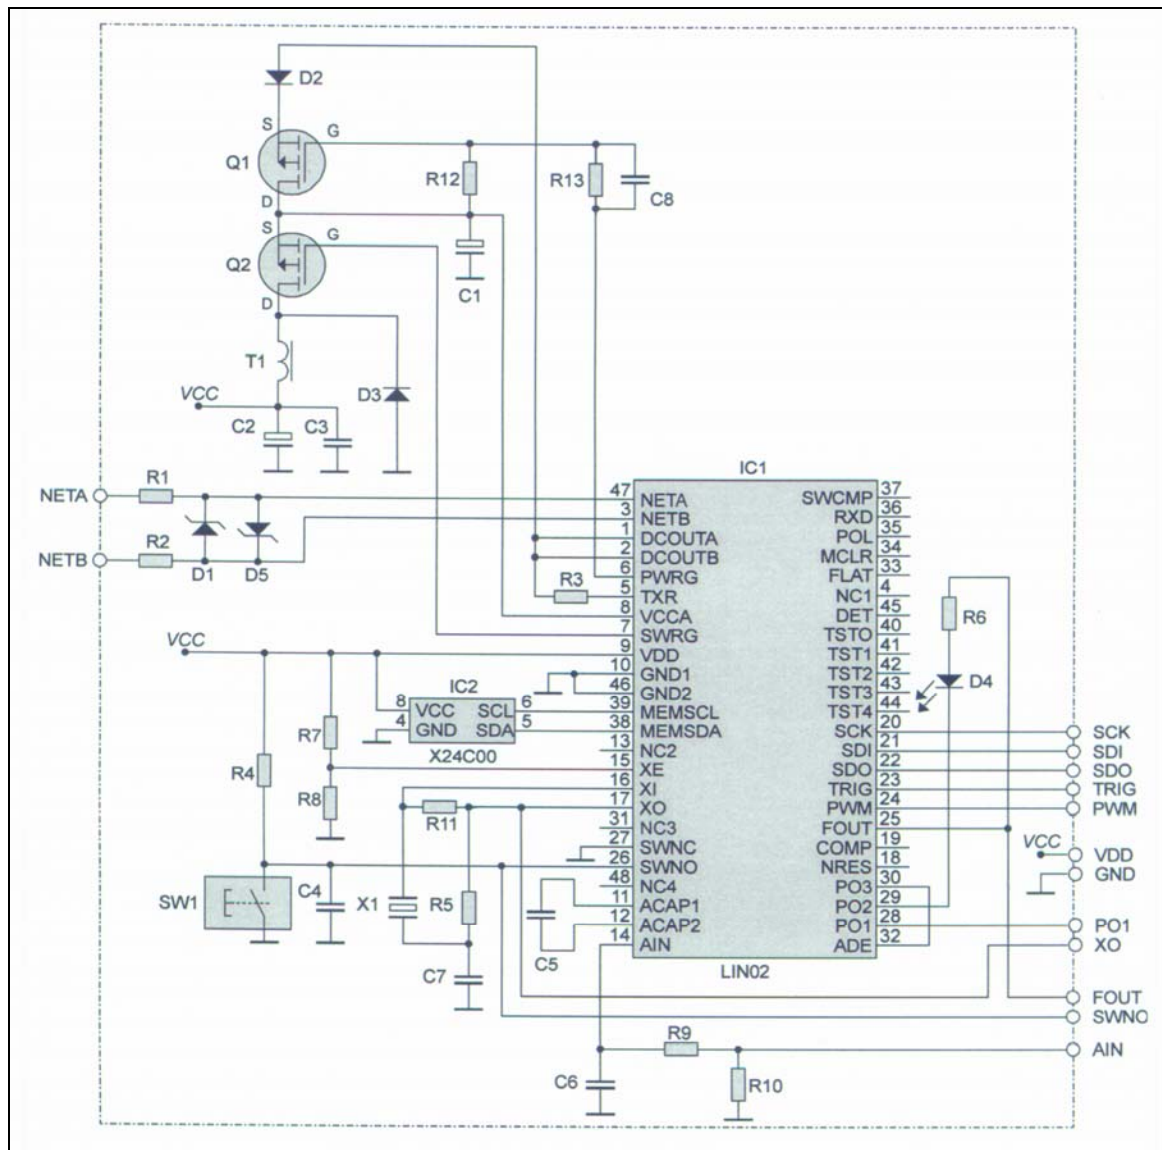 D2
S
G
Q1
R12
R13
C8
D
S
G
Q2
C1
D
T1
VCC
D3
C2
C3
IC1
R1
NETA
R2
NETB
D1
D5
R3
47 NETA
3 NETB
1 DCOUTA
2 DCOUTB
6 PWRG
5 TXR
8 VCCA
7 SWRG
9 VDD
10 GND1
46 GND2
39 MEMSCL
38 MEMSDA
13 NC2
15 XE
16 XI
17 XO
31 NC3
27 SWNC
26 SWNO
48 NC4
11 ACAP1
12 ACAP2
14 AIN
SWCMP 37
RXD 36
POL 35
MCLR 34
FLAT 33
NC1 4
DET 45
TSTO 40
TST1 41
TST2 42
TST3 43
TST4 44
SCK 20
SDI 21
SDO 22
TRIG 23
PWM 24
FOUT 25
COMP 19
NRES 18
PO3 30
PO2 29
PO1 28
ADE 32
LIN02
R6
D4
VCC
IC2
8 VCC SCL 6
4 GND SDA 5
X24C00
R7
R4
R8
R11
SW1
C4
X1
R5
C5
C7
R9
C6
R10
SCK
SDI
SDO
TRIG
PWM
VCC
VDD
GND
PO1
XO
FOUT
SWNO
AIN